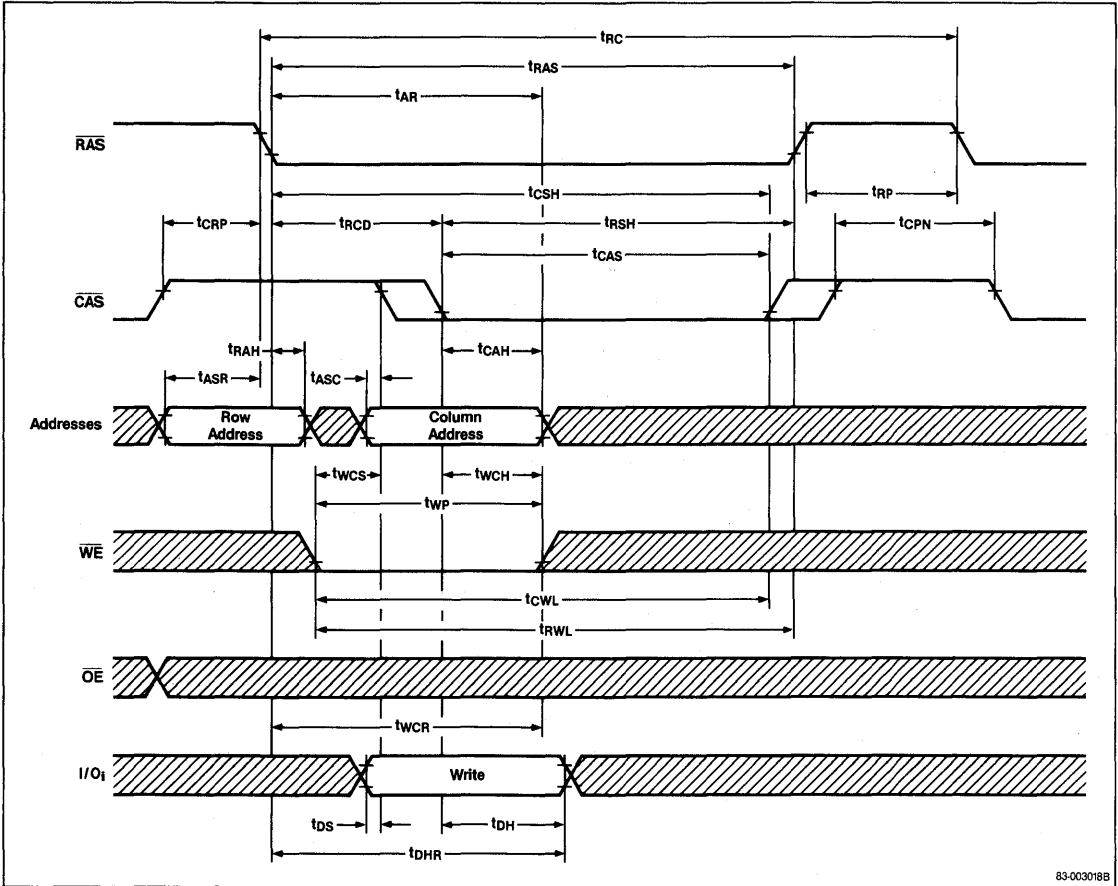 tRC
tRAS
tAR
RAS
tCSH
tRP
tCRP
tRCD
tRSH
tCPN
tCAS
CAS
tRAH
tCAH
tASR
tASC
Addresses
Row
Address
Column
Address
tWCS
tWCH
tWP
WE
tCWL
tRWL
OE
tWCR
I/Oi
Write
tDS
tDH
tDHR
83-003018B